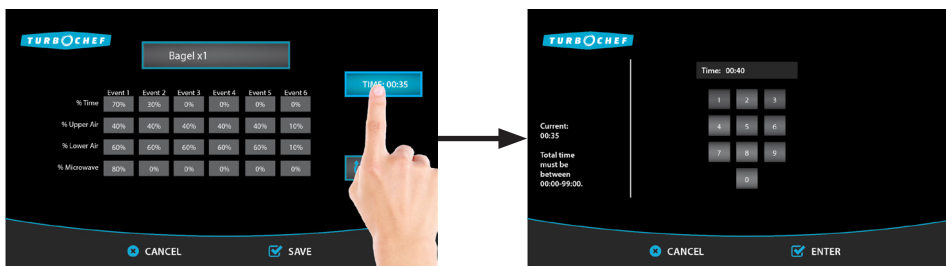 TURBOCHEF
Bagel x1
TIME: 00:35
Event 1 Event 2 Event 3 Event 4 Event 5 Event 6
% Time 70% 30% 0% 0% 0% 0%
% Upper Air 40% 40% 40% 40% 40% 10%
% Lower Air 60% 60% 60% 60% 60% 10%
% Microwave 80% 0% 0% 0% 0% 0%
CANCEL SAVE
TURBOCHEF
Time: 00:40
1 2 3
4 5 6
7 8 9
0
Current:
00:35
Total time
must be
between
00:00-99:00.
CANCEL ENTER